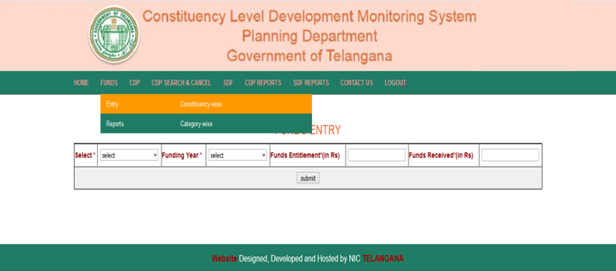 Constituency Level Development Monitoring System
Planning Department
Government of Telangana
HOME FUNDS CDP CDP SEARCH & CANCEL SDF CDP REPORTS SDF REPORTS CONTACT US LOGOUT
Entry Constituency-wise
Reports Category-wise
ENTRY
Select * select Funding Year * select Funds Entitlement*(in Rs) Funds Received*(in Rs)
submit
Website Designed, Developed and Hosted by NIC TELANGANA